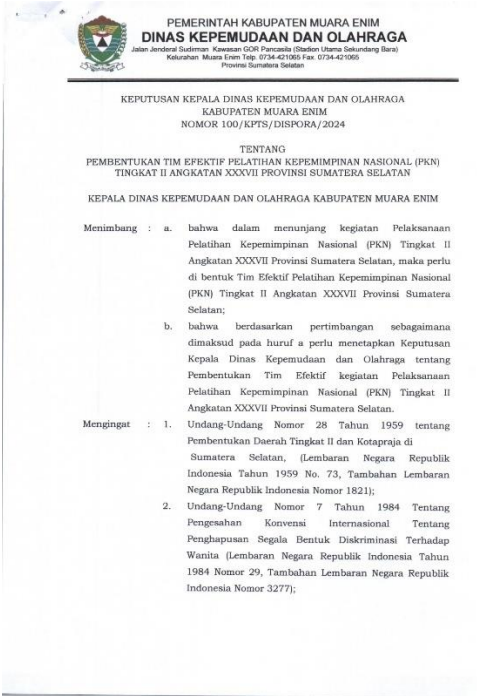 PEMERINTAH KABUPATEN MUARA ENIM
DINAS KEPEMUDAAN DAN OLAHRAGA
Jalan Jenderal Sudirman Kawasan GOR Pancasila (Stadion Utama Sekundang Bara)
Kelurahan Muara Enim Telp. 0734-421065 Fax. 0734-421065
Provinsi Sumatera Selatan
KEPUTUSAN KEPALA DINAS KEPEMUDAAN DAN OLAHRAGA
KABUPATEN MUARA ENIM
NOMOR 100/KPTS/DISPORA/2024
TENTANG
PEMBENTUKAN TIM EFEKTIF PELATIHAN KEPEMIMPINAN NASIONAL (PKN)
TINGKAT II ANGKATAN XXXVII PROVINSI SUMATERA SELATAN
KEPALA DINAS KEPEMUDAAN DAN OLAHRAGA KABUPATEN MUARA ENIM
Menimbang : a. bahwa dalam menunjang kegiatan Pelaksanaan
Pelatihan Kepemimpinan Nasional (PKN) Tingkat II
Angkatan XXXVII Provinsi Sumatera Selatan, maka perlu
di bentuk Tim Efektif Pelatihan Kepemimpinan Nasional
(PKN) Tingkat II Angkatan XXXVII Provinsi Sumatera
Selatan;
b. bahwa berdasarkan pertimbangan sebagaimana
dimaksud pada huruf a perlu menetapkan Keputusan
Kepala Dinas Kepemudaan dan Olahraga tentang
Pembentukan Tim Efektif kegiatan Pelaksanaan
Pelatihan Kepemimpinan Nasional (PKN) Tingkat II
Angkatan XXXVII Provinsi Sumatera Selatan.
Mengingat : 1. Undang-Undang Nomor 28 Tahun 1959 tentang
Pembentukan Daerah Tingkat II dan Kotapraja di
Sumatera Selatan, (Lembaran Negara Republik
Indonesia Tahun 1959 No. 73, Tambahan Lembaran
Negara Republik Indonesia Nomor 1821);
2. Undang-Undang Nomor 7 Tahun 1984 Tentang
Pengesahan Konvensi Internasional Tentang
Penghapusan Segala Bentuk Diskriminasi Terhadap
Wanita (Lembaran Negara Republik Indonesia Tahun
1984 Nomor 29, Tambahan Lembaran Negara Republik
Indonesia Nomor 3277);